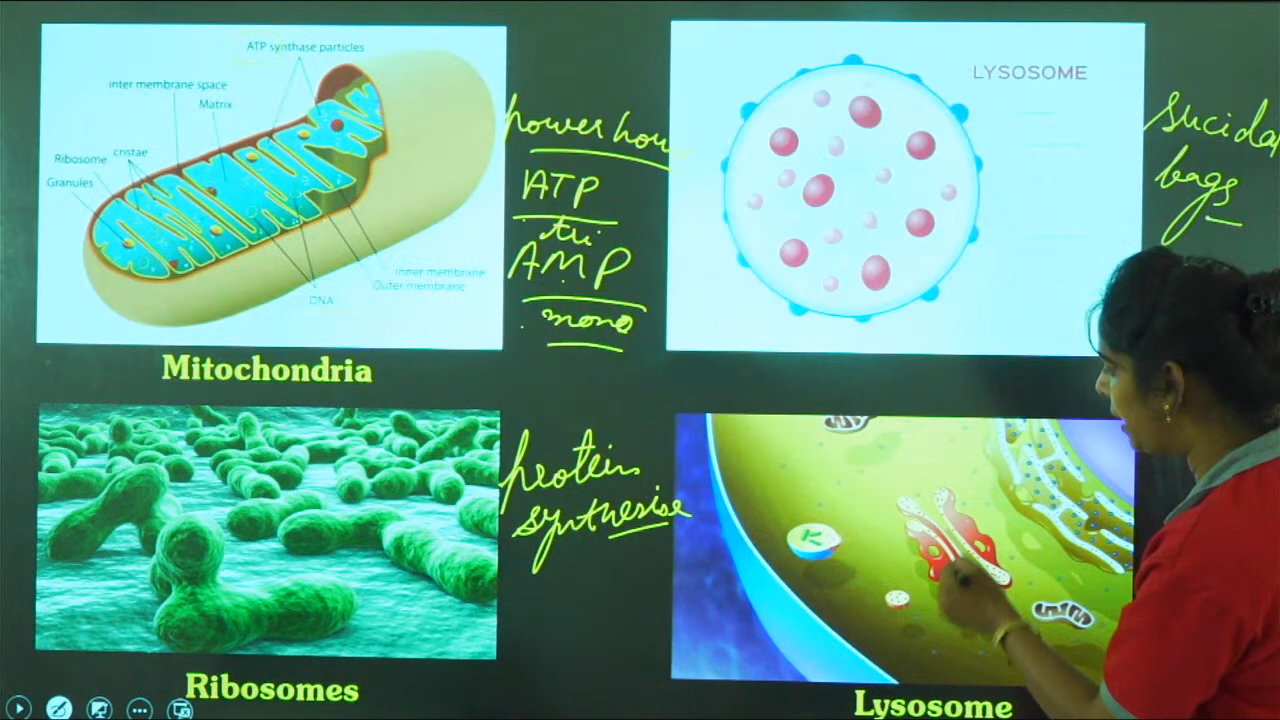 ATP synthase particles
inter membrane space
Matrix
Ribosome
cristae
Granules
Inner membrane
Outer membrane
DNA
Mitochondria
power hou
ATP
tri
AMP
mono
LYSOSOME
sucida
bags
Ribosomes
protein
synthesise
Lysosome